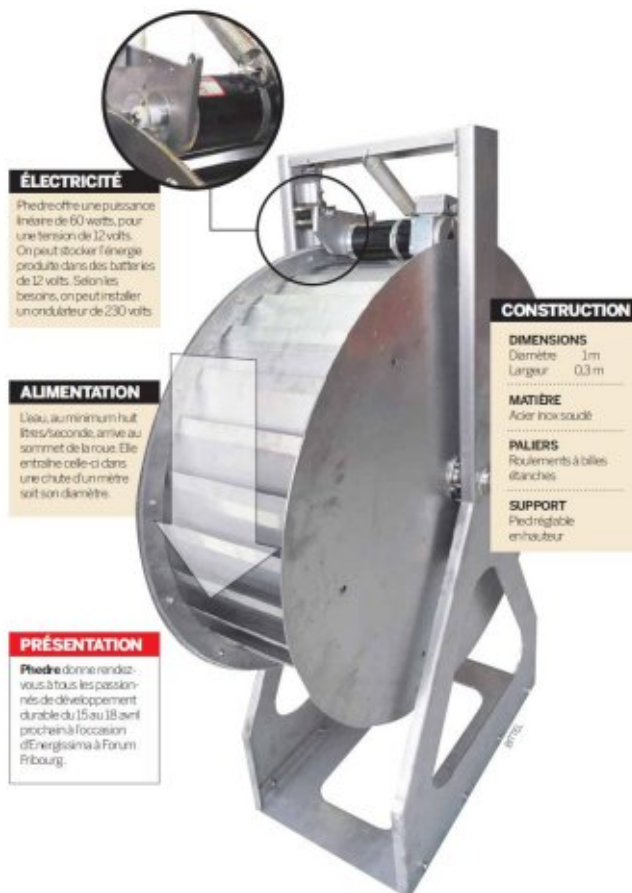 ÉLECTRICITÉ
Phedre offre une puissance
linéaire de 60 watts, pour
une tension de 12 volts.
On peut stocker l'énergie
produite dans des batteries
de 12 volts. Selon les
besoins, on peut installer
un ondulateur de 230 volts
ALIMENTATION
L'eau, au minimum huit
litres/seconde, arrive au
sommet de la roue. Elle
entraîne celle-ci dans
une chute d'un mètre
soit son diamètre.
PRÉSENTATION
Phedre donne rendez-
vous à tous les passion-
nés de développement
durable du 15 au 18 avril
prochain à l'occasion
d'Energissima à Forum
Fribourg.
CONSTRUCTION
DIMENSIONS
Diamètre 1 m
Largeur 0,3 m
MATIÈRE
Acier inox soudé
PALIERS
Roulements à billes
étanches
SUPPORT
Pied réglable
en hauteur